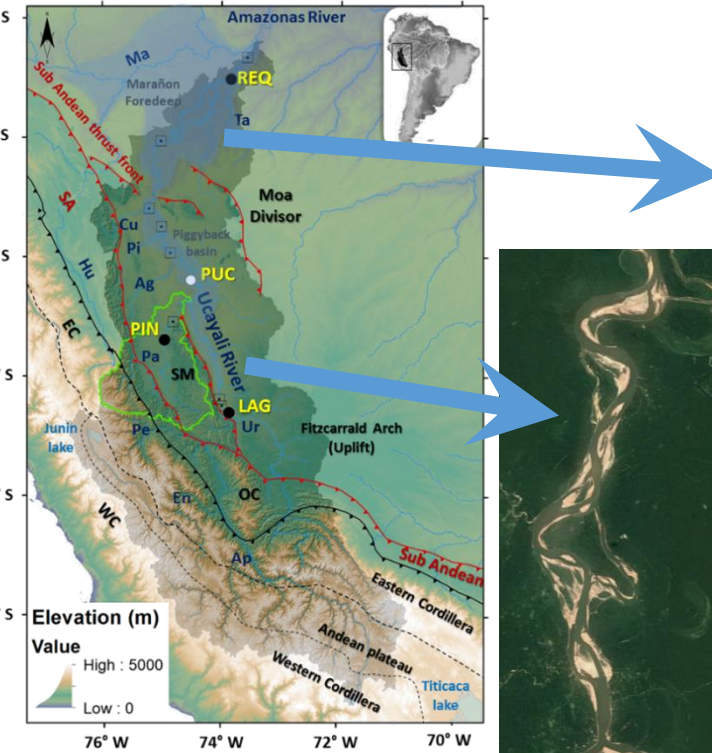 Amazonas River
S
Ma
REQ
Marañon
Foredeep
Sub Andean thrust front
Ta
S
SA
Moa
Divisor
Cu
Piggyback
basin
Pi
S
Hu
Ag
PUC
Ucayali River
EC
PIN
Pa
SM
S
LAG
Junin
lake
Pe
Ur
Fitzcarrald Arch
(Uplift)
En
OC
S
WC
Ap
Sub Andean
Eastern Cordillera
S
Elevation (m)
Value
High : 5000
Low : 0
Andean plateau
Western Cordillera
Titicaca
lake
76° W
74° W
72° W
70° W
N